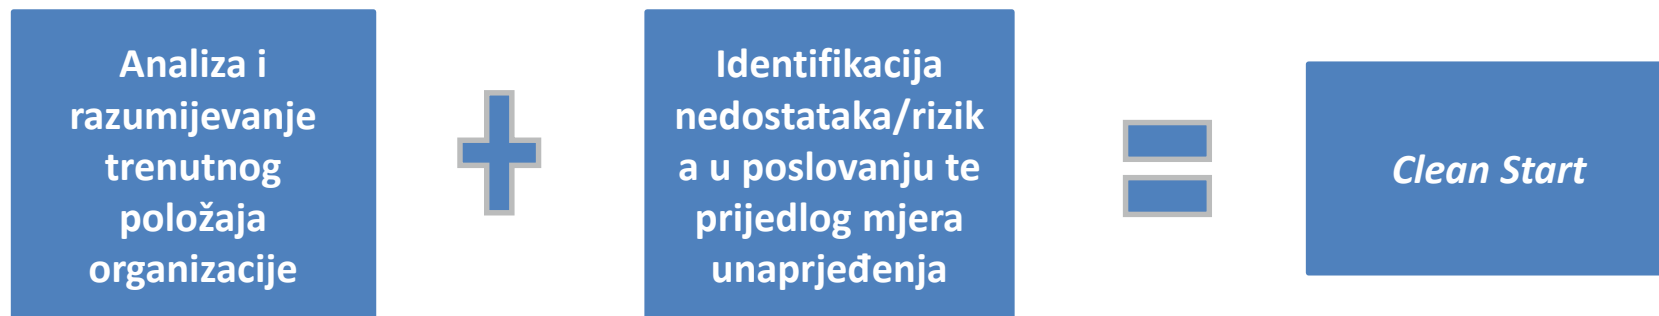 Analiza i
razumijevanje
trenutnog
položaja
organizacije
Identifikacija
nedostataka/rizik
a u poslovanju te
prijedlog mjera
unaprjeđenja
Clean Start